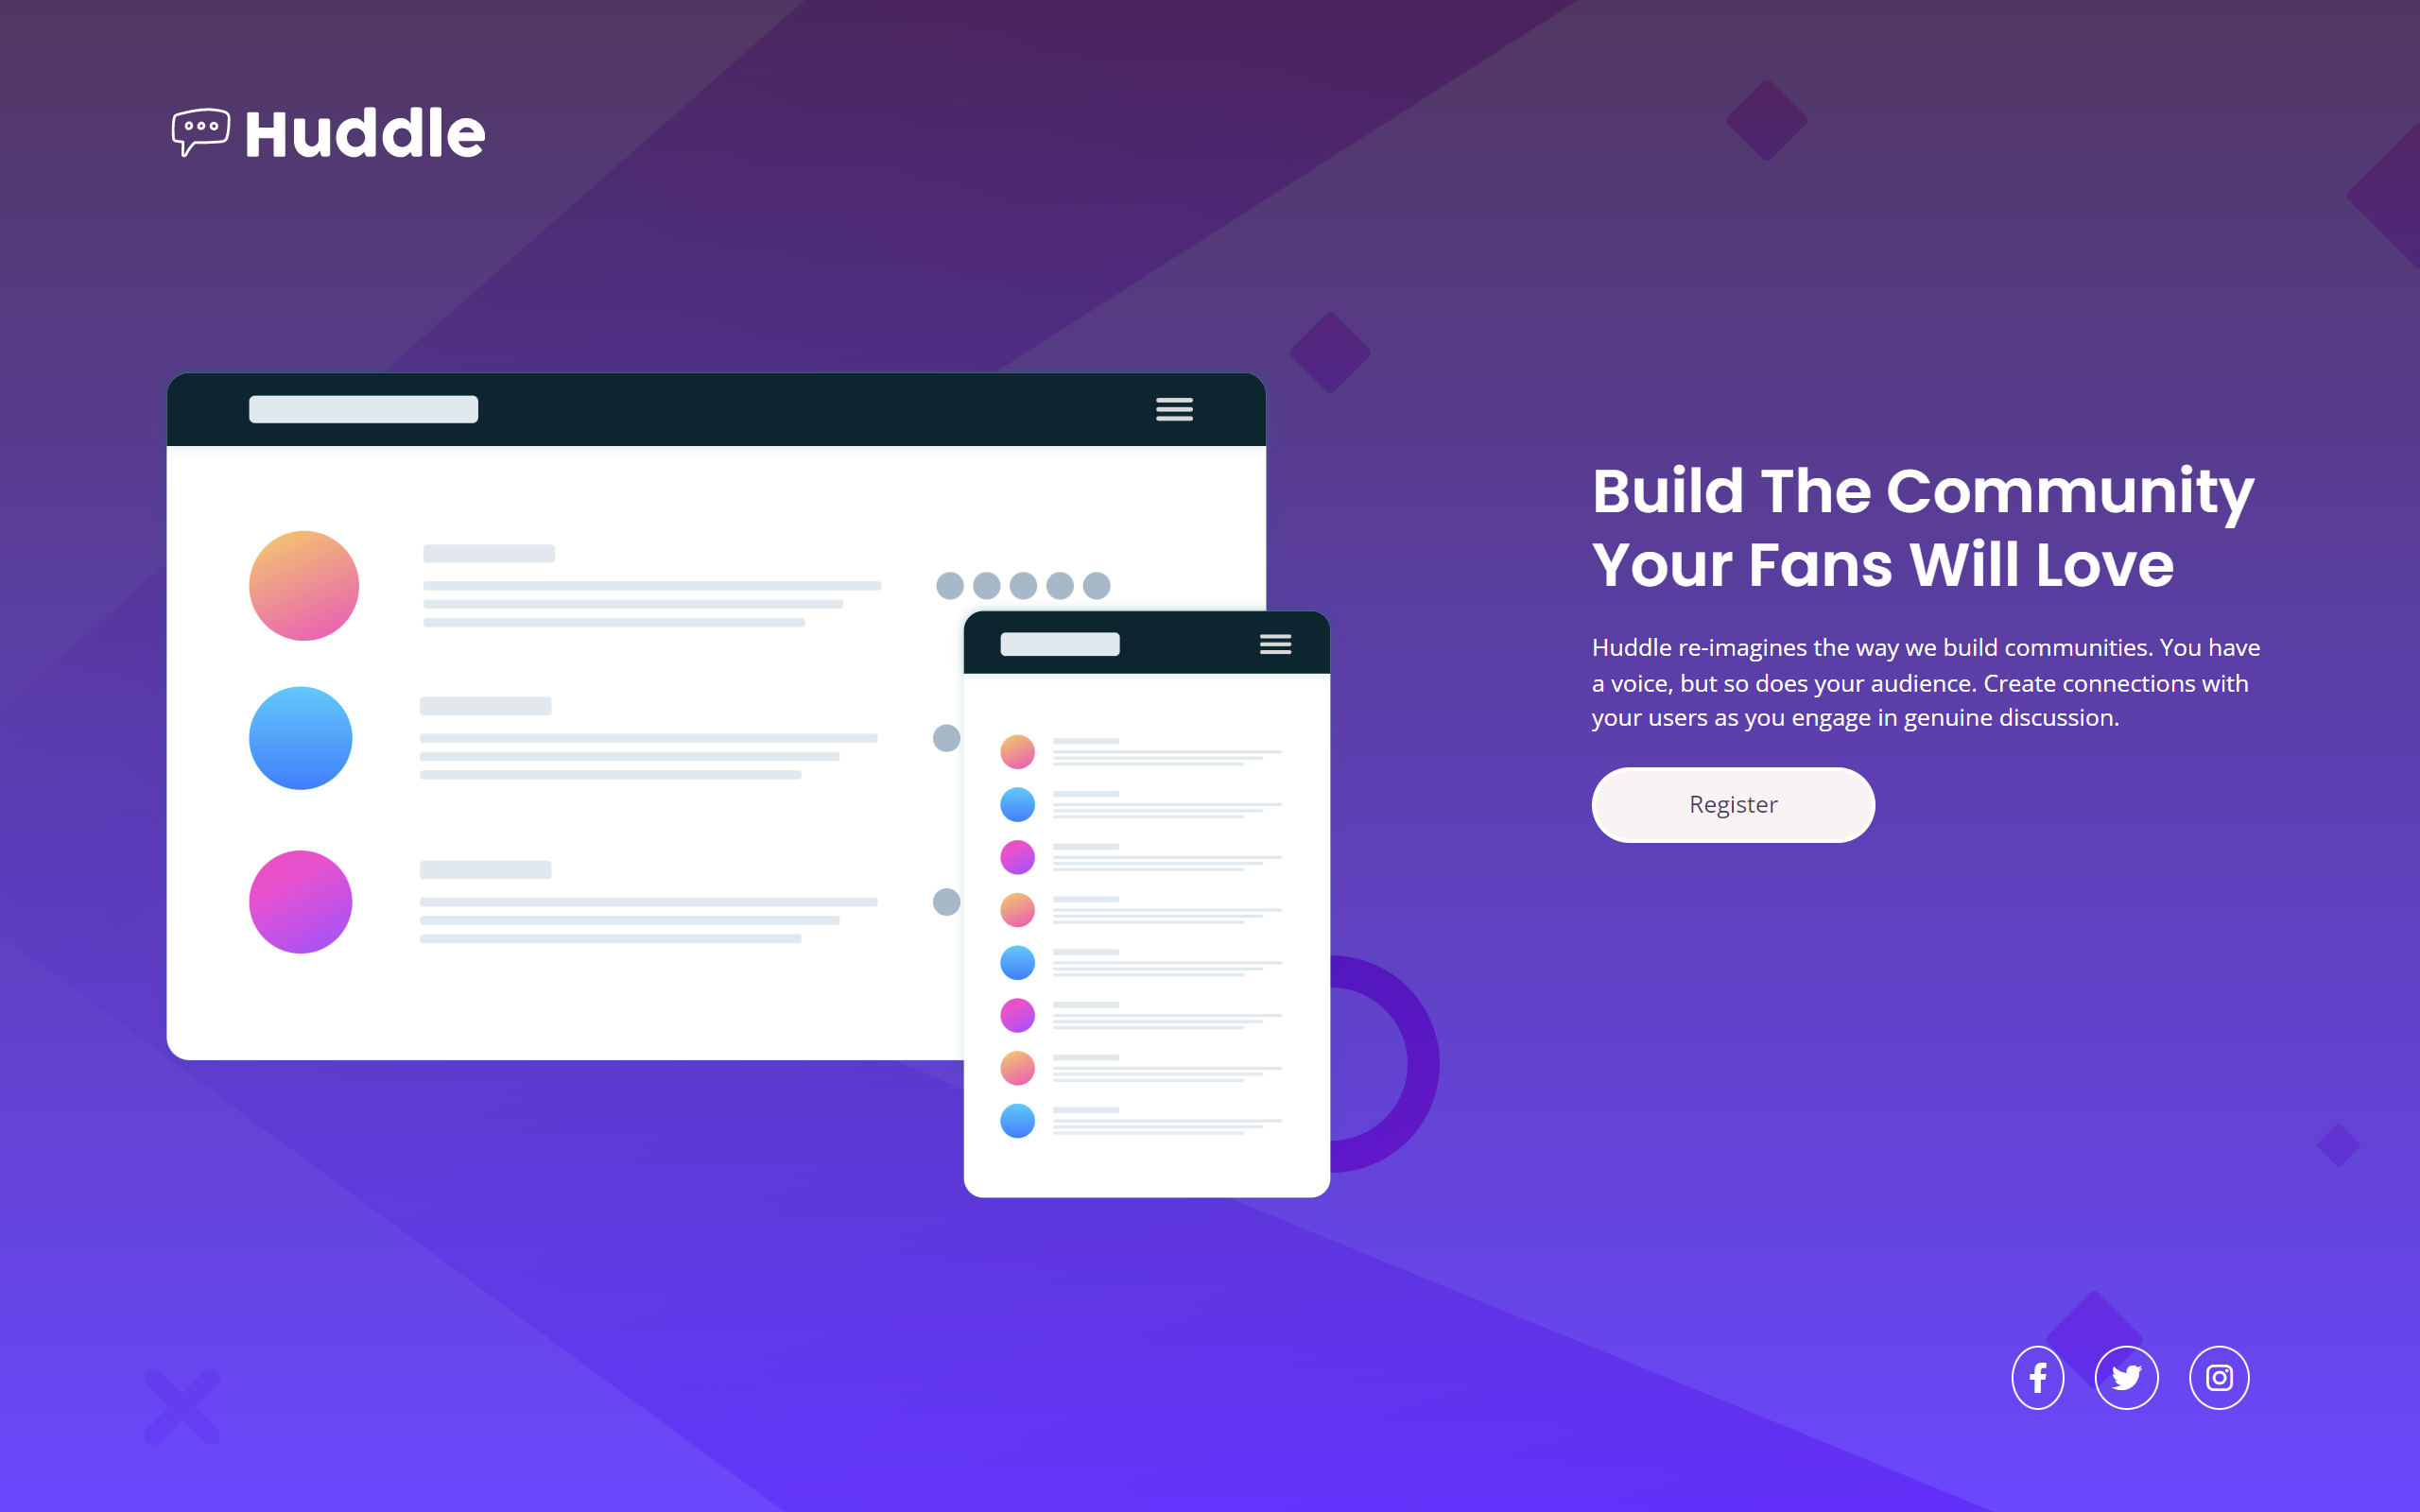 Huddle
Build The Community
Your Fans Will Love
Huddle re-imagines the way we build communities. You have
a voice, but so does your audience. Create connections with
your users as you engage in genuine discussion.
Register